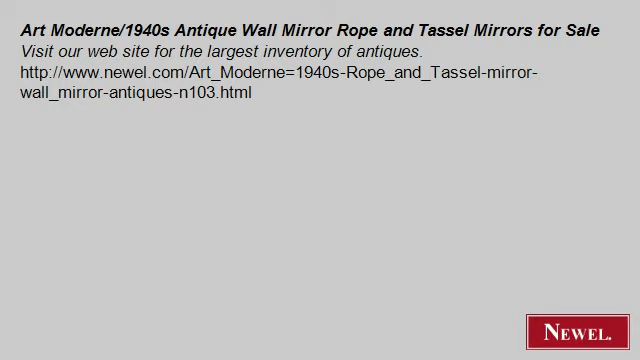 Art Moderne/1940s Antique Wall Mirror Rope and Tassel Mirrors for Sale
Visit our web site for the largest inventory of antiques.
http://www.newel.com/Art_Moderne=1940s-Rope_and_Tassel-mirror-
wall_mirror-antiques-n103.html
NEWEL.